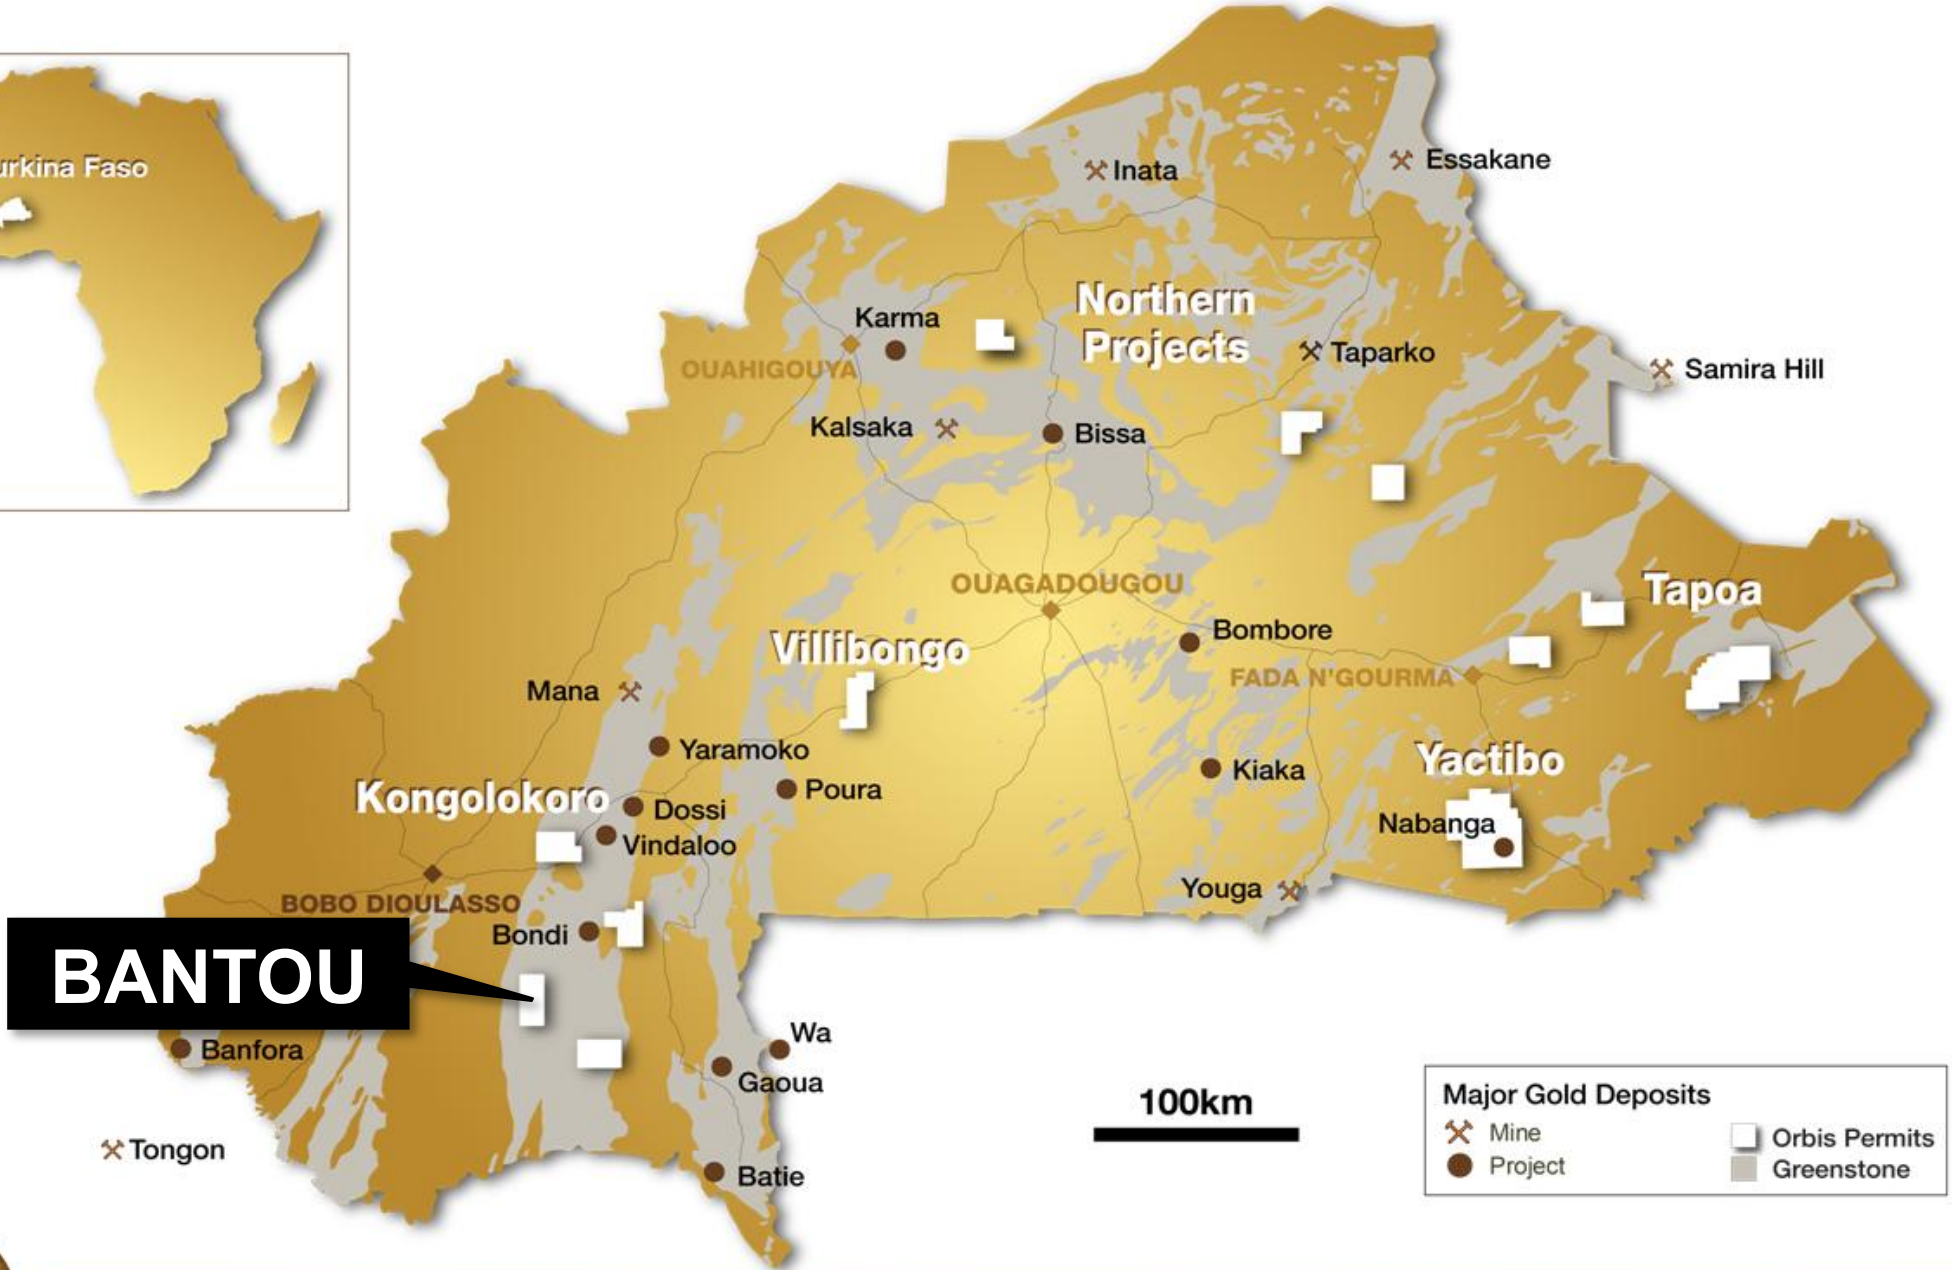 urkina Faso
Inata
Essakane
Northern
Projects
Karma
OUAHIGOUYA
Taparko
Samira Hill
Kalsaka
Bissa
OUAGADOUGOU
Tapoa
Villibongo
Bombore
FADA N'GOURMA
Mana
Yaramoko
Yactibo
Kiaka
Kongolokoro
Poura
Dossi
Nabanga
Vindaloo
BOBO DIOULASSO
Youga
Bondi
BANTOU
Wa
Banfora
Gaoua
100km
Tongon
Batie
Major Gold Deposits
Mine
Project
Orbis Permits
Greenstone